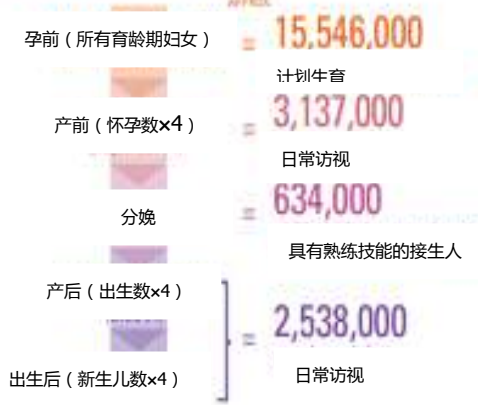 孕前（所有育龄期妇女）
= 15,546,000
计划生育
产前（怀孕数×4）
= 3,137,000
日常访视
分娩
= 634,000
具有熟练技能的接生人
产后（出生数×4）
= 2,538,000
出生后（新生儿数×4）
日常访视